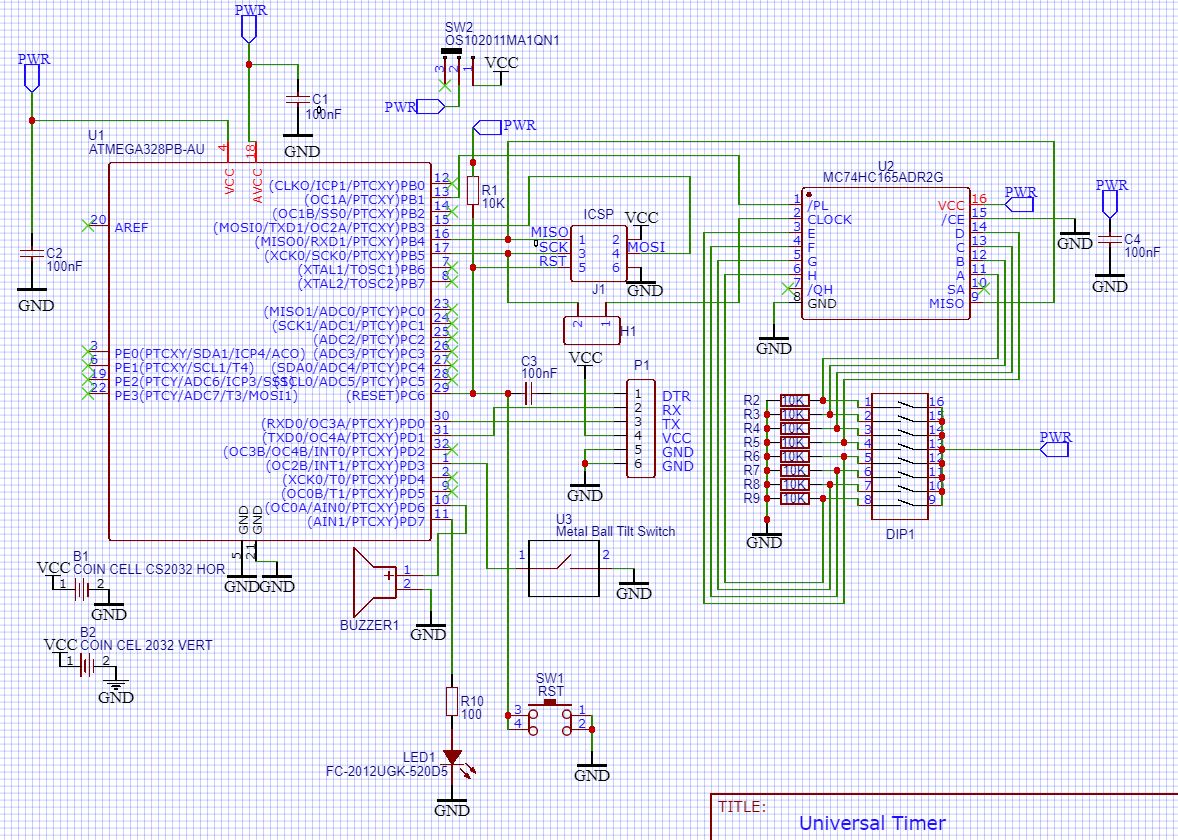 PWR
PWR
SW2
OS102011MA1QN1
3 2 1
VCC
PWR
C1
100nF
GND
PWR
U1
ATMEGA328PB-AU
4
18
VCC
AVCC
R1
10K
20
AREF
(CLKO/ICP1/PTCXY)PB0
12
(OC1A/PTCXY)PB1
13
(OC1B/SS0/PTCXY)PB2
14
(MOSI0/TXD1/OC2A/PTCXY)PB3
15
(MISO0/RXD1/PTCXY)PB4
16
(XCK0/SCK0/PTCXY)PB5
17
(XTAL1/TOSC1)PB6
7
(XTAL2/TOSC2)PB7
8
(MISO1/ADC0/PTCY)PC0
23
(SCK1/ADC1/PTCY)PC1
24
(ADC2/PTCY)PC2
25
(ADC3/PTCY)PC3
26
(SDA0/ADC4/PTCY)PC4
27
(SCL0/ADC5/PTCY)PC5
28
(RESET)PC6
29
3
PE0(PTCXY/SDA1/ICP4/ACO)
6
PE1(PTCXY/SCL1/T4)
19
PE2(PTCY/ADC6/ICP3/SS1)
22
PE3(PTCY/ADC7/T3/MOSI1)
(RXD0/OC3A/PTCXY)PD0
30
(TXD0/OC4A/PTCXY)PD1
31
(OC3B/OC4B/INT0/PTCXY)PD2
32
(OC2B/INT1/PTCXY)PD3
1
(XCK0/T0/PTCXY)PD4
2
(OC0B/T1/PTCXY)PD5
9
(OC0A/AIN0/PTCXY)PD6
10
(AIN1/PTCXY)PD7
11
GND
GND
5
21
GND
GND
C2
100nF
GND
ICSP
VCC
MISO 1 2
SCK 3 4 MOSI
RST 5 6
GND
J1
2 1
H1
VCC
C3
100nF
P1
1 DTR
2 RX
3 TX
4 VCC
5 GND
6 GND
GND
U2
MC74HC165ADR2G
1 /PL VCC 16
2 CLOCK /CE 15
3 E D 14
4 F C 13
5 G B 12
6 H A 11
7 /QH SA 10
8 GND MISO 9
PWR
GND
GND
PWR
C4
100nF
GND
R2 10K 1 16
R3 10K 2 15
R4 10K 3 14
R5 10K 4 13
R6 10K 5 12
R7 10K 6 11
R8 10K 7 10
R9 10K 8 9
PWR
GND
DIP1
U3
Metal Ball Tilt Switch
1 2
GND
B1
VCC COIN CELL CS2032 HOR
1 2
GND
B2
VCC COIN CEL 2032 VERT
1 2
GND
1
2
BUZZER1
GND
R10
100
LED1
FC-2012UGK-520D5
GND
SW1
RST
3 1
4 2
GND
TITLE:
Universal Timer